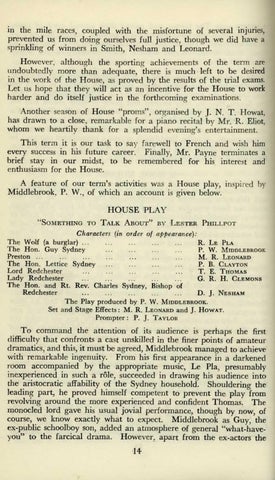 in the mile races, coupled with the misfortune of several injuries,
prevented us from doing ourselves full justice, though we did have a
sprinkling of winners in Smith, Nesham and Leonard.
However, although the sporting achievements of the term are
undoubtedly more than adequate, there is much left to be desired
in the work of the House, as proved by the results of the trial exams.
Let us hope that they will act as an incentive for the House to work
harder and do itself justice in the forthcoming examinations.
Another season of House "proms", organised by J. N. T. Howat,
has drawn to a close, remarkable for a piano recital by Mr. R. Eliot,
whom we heartily thank for a splendid evening's entertainment.
This term it is our task to say farewell to French and wish him
every success in his future career. Finally, Mr. Payne terminates a
brief stay in our midst, to be remembered for his interest and
enthusiasm for the House.
A feature of our term's activities was a House play, inspired by
Middlebrook, P. W., of which an account is given below.
HOUSE PLAY
"SOMETHING TO TALK ABOUT" BY LESTER PHILLPOT
Characters (in order of appearance):
The Wolf (a burglar) ... ... ... ... ... R. LE PLA
The Hon. Guy Sydney ... ... ... ... P. W. MIDDLEBROOK
Preston ... ... ... ... ... ... M. R. LEONARD
The Hon. Lettice Sydney ... ... ... ... P. B. CLAYTON
Lord Redchester ... ... ... ... ... T. E. THOMAS
Lady Redchester ... ... ... ... ... G. R. H. CLEMONS
The Hon. and Rt. Rev. Charles Sydney, Bishop of
Redchester ... ... ... ... ... D. J. NESHAM
The Play produced by P. W. MIDDLEBROOK.
Set and Stage Effects: M. R. LEONARD and J. HOWAT.
Prompter: P. J. TAYLOR
To command the attention of its audience is perhaps the first
difficulty that confronts a cast unskilled in the finer points of amateur
dramatics, and this, it must be agreed, Middlebrook managed to achieve
with remarkable ingenuity. From his first appearance in a darkened
room accompanied by the appropriate music, Le Pla, presumably
inexperienced in such a rôle, succeeded in drawing his audience into
the aristocratic affability of the Sydney household. Shouldering the
leading part, he proved himself competent to prevent the play from
revolving around the more experienced and confident Thomas. The
monocled lord gave his usual jovial performance, though by now, of
course, we know exactly what to expect. Middlebrook as Guy, the
ex-public schoolboy son, added an atmosphere of general "what-have-
you" to the farcical drama. However, apart from the ex-actors the
14